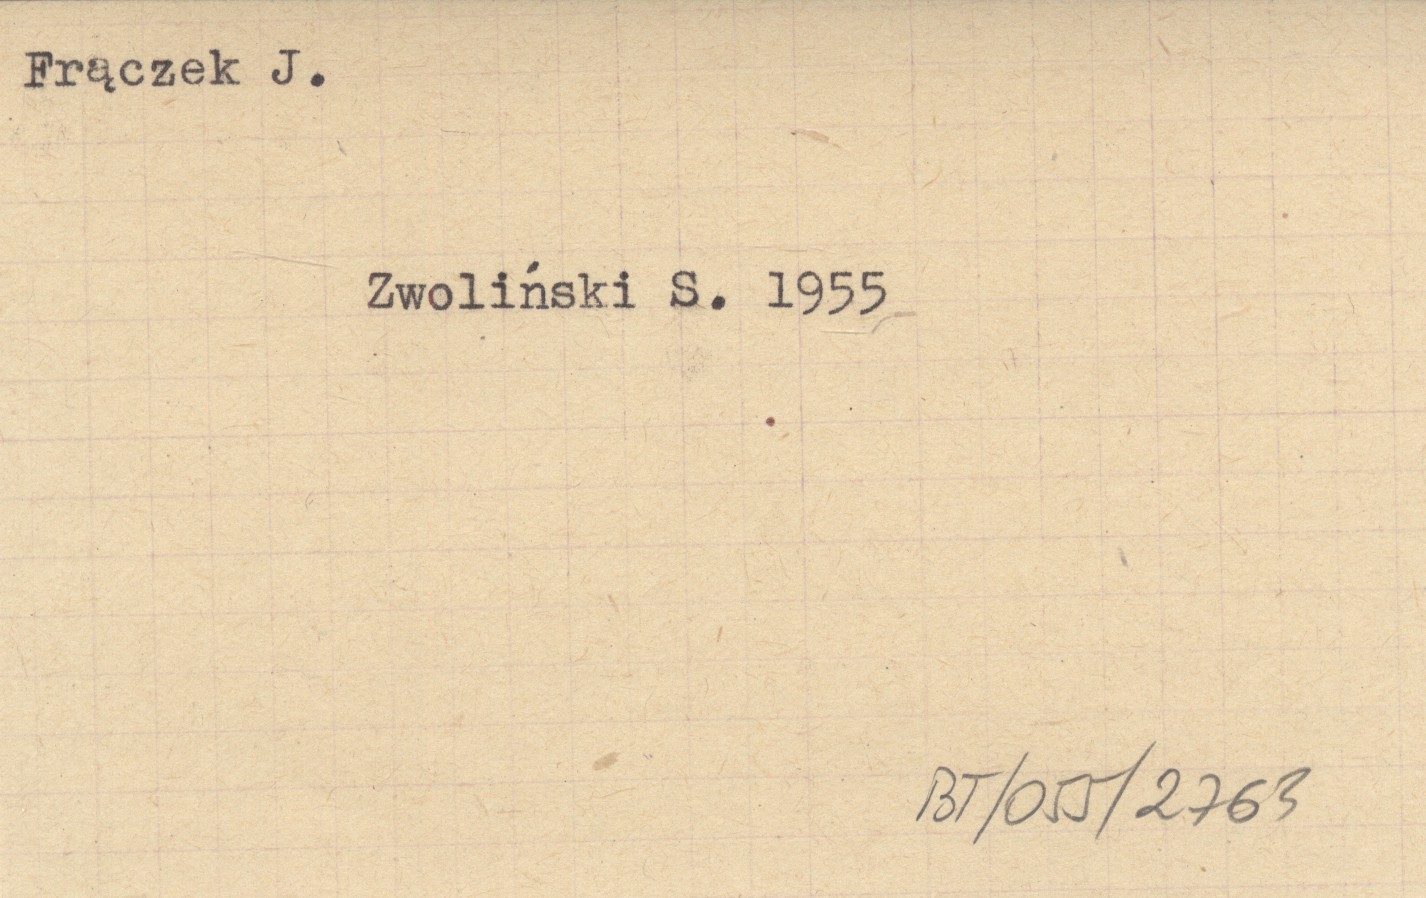 Frączek J.
Zwoliński S. 1955
BT/055/2763